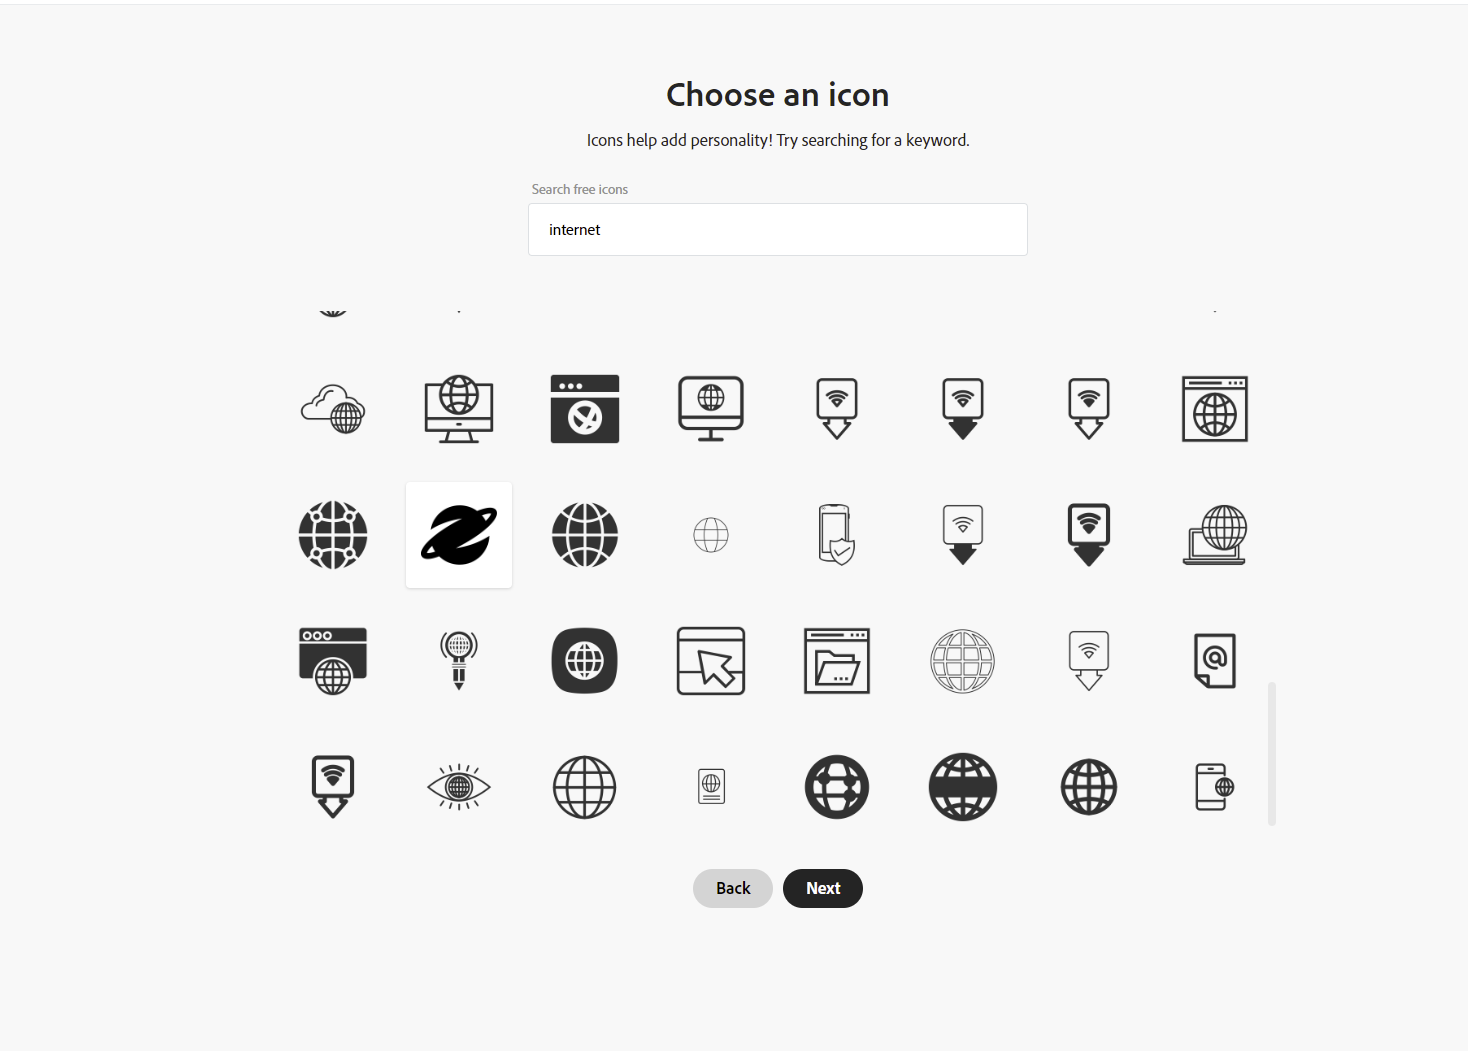 Choose an icon
Icons help add personality! Try searching for a keyword.
Search free icons
internet
@
Back
Next